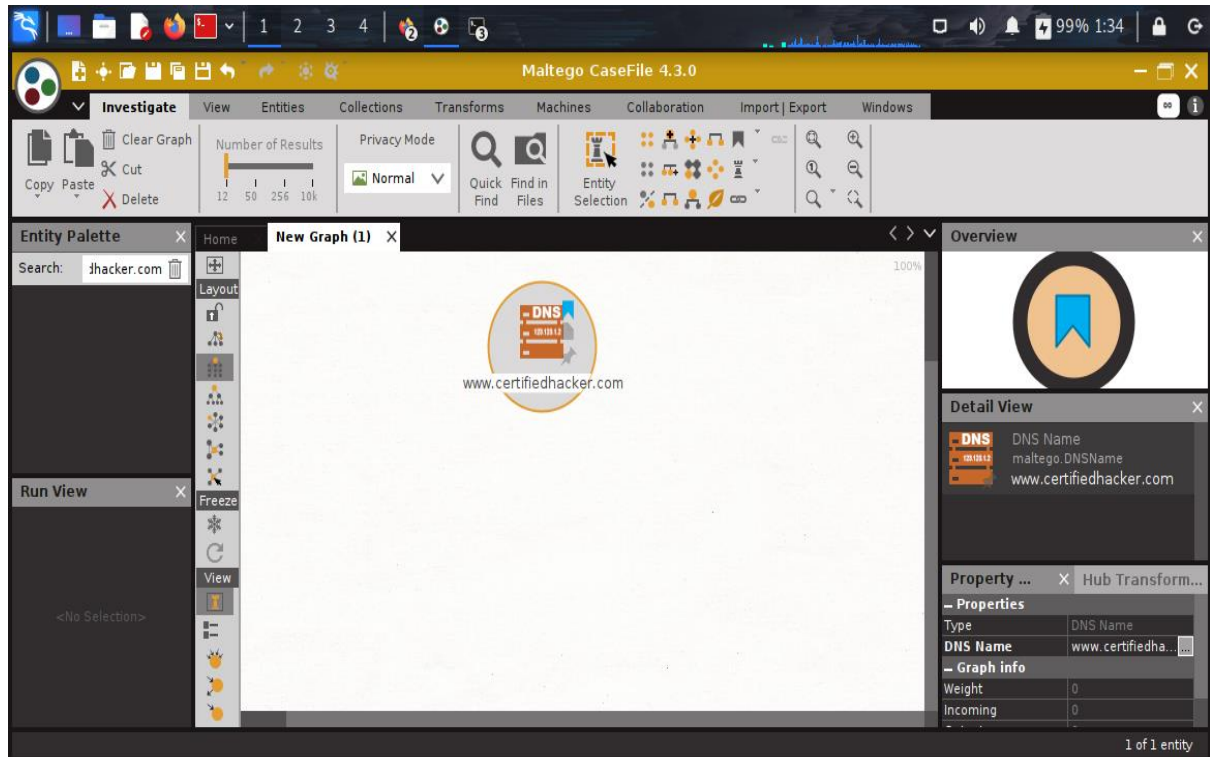 1 2 3 4 2 3 99% 1:34
Maltego CaseFile 4.3.0
Investigate View Entities Collections Transforms Machines Collaboration Import | Export Windows
Copy Paste
Clear Graph
Cut
Delete
Number of Results
12 50 256 10k
Privacy Mode
Normal
Quick Find
Find in Files
Entity Selection
Entity Palette
Search: dhacker.com
Run View
<No Selection>
Home New Graph (1)
Layout
Freeze
View
100%
DNS
www.certifiedhacker.com
Overview
Detail View
DNS
DNS Name
maltego.DNSName
www.certifiedhacker.com
Property ... Hub Transform...
Properties
Type DNS Name
DNS Name www.certifiedha... ...
Graph info
Weight 0
Incoming 0
1 of 1 entity